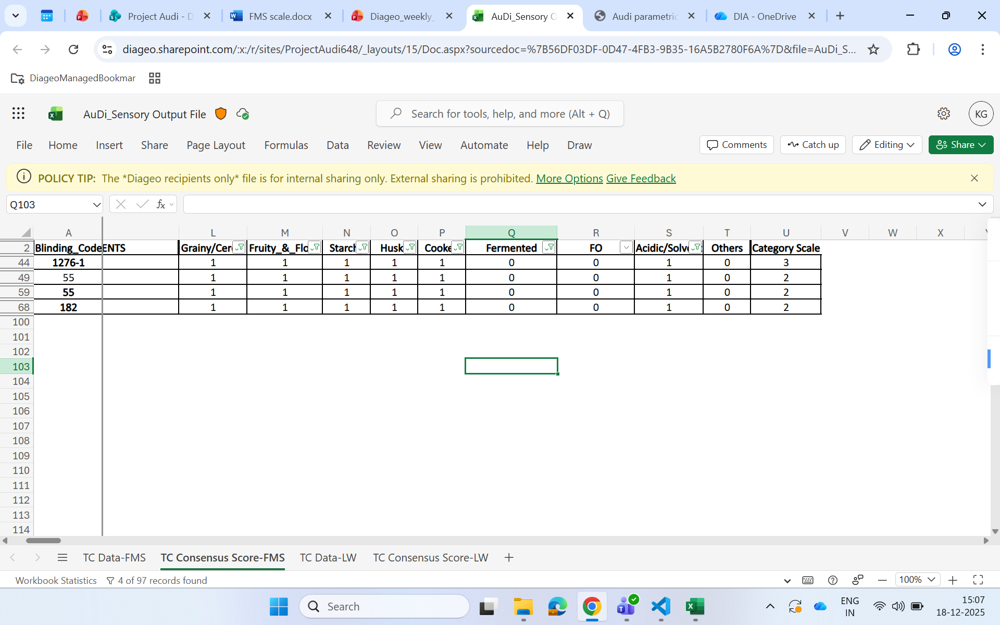 Project Audi - D
FMS scale.docx
Diageo_weekly_
AuDi_Sensory O
Audi parametric
DIA - OneDrive
diageo.sharepoint.com/:x:/r/sites/ProjectAudi648/_layouts/15/Doc.aspx?sourcedoc=%7B56DF03DF-0D47-4FB3-9B35-16A5B2780F6A%7D&file=AuDi_S...
DiageoManagedBookmar
AuDi_Sensory Output File
Search for tools, help, and more (Alt + Q)
KG
File Home Insert Share Page Layout Formulas Data Review View Automate Help Draw
Comments Catch up Editing Share
POLICY TIP: The *Diageo recipients only* file is for internal sharing only. External sharing is prohibited. More Options Give Feedback
Q103 fx
A L M N O P Q R S T U V W X
2 Blinding_Code ENTS Grainy/Cer Fruity_&_Flo Starch Husk Cooke Fermented FO Acidic/Solve Others Category Scale
44 1276-1 1 1 1 1 1 0 0 1 0 3
49 55 1 1 1 1 1 0 0 1 0 2
59 55 1 1 1 1 1 0 0 1 0 2
68 182 1 1 1 1 1 0 0 1 0 2
100
101
102
103
104
105
106
107
108
109
110
111
112
113
114
TC Data-FMS TC Consensus Score-FMS TC Data-LW TC Consensus Score-LW
Workbook Statistics 4 of 97 records found 100%
Search
ENG
IN
15:07
18-12-2025